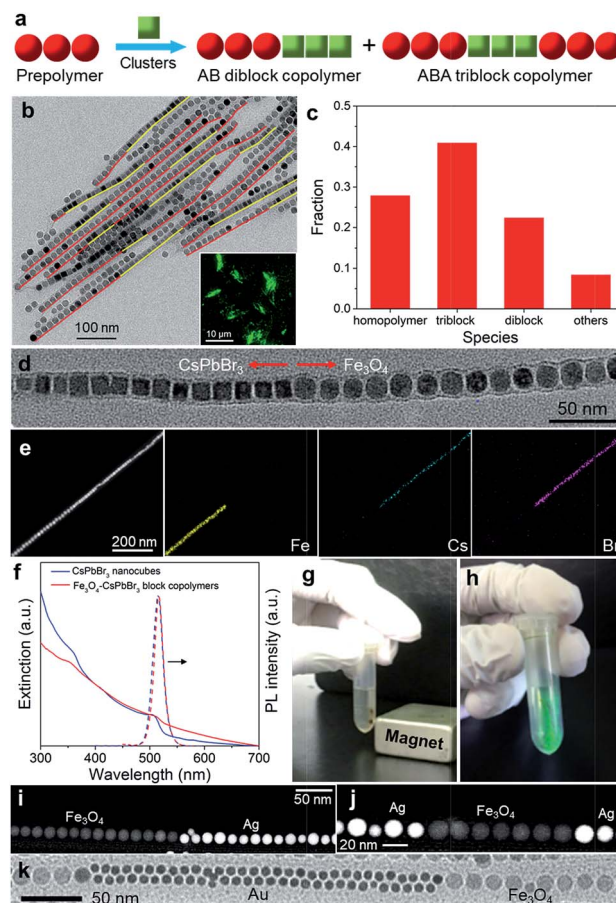 a
Prepolymer
Clusters
AB diblock copolymer
+
ABA triblock copolymer
b
100 nm
10 μm
c
Fraction
0.5
0.4
0.3
0.2
0.1
0.0
homopolymer triblock diblock others
Species
d
CsPbBr₃
Fe₃O₄
50 nm
e
200 nm
Fe
Cs
Br
f
CsPbBr₃ nanocubes
Fe₃O₄-CsPbBr₃ block copolymers
Extinction (a.u.)
PL intensity (a.u.)
300 400 500 600 700
Wavelength (nm)
g
Magnet
h
i
50 nm
Fe₃O₄
Ag
j
Ag
Fe₃O₄
Ag
20 nm
k
50 nm
Au
Fe₃O₄